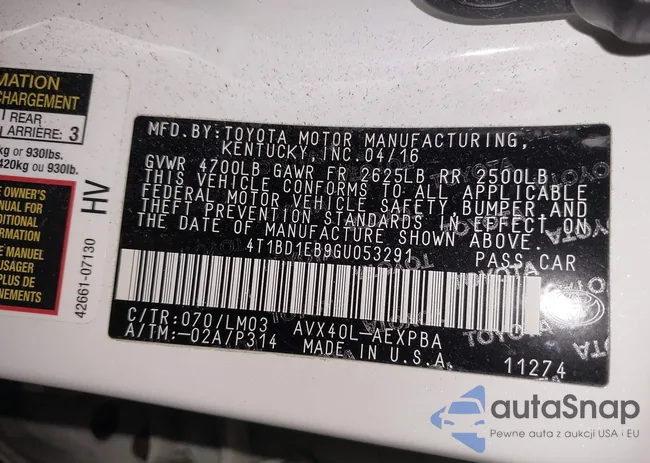 MATION
CHARGEMENT
REAR
ARRIÈRE: 3
kg or 930lbs.
420kg ou 930lb.
E OWNER'S
NUAL FOR
DDITIONAL
ORMATION
E MANUEL
'USAGER
PLUS DE
GNEMENTS
HV
42661-07130
MFD.BY:TOYOTA MOTOR MANUFACTURING,
KENTUCKY, INC.04/16
GVWR 4700LB GAWR FR 2625LB RR 2500LB
THIS VEHICLE CONFORMS TO ALL APPLICABLE
FEDERAL MOTOR VEHICLE SAFETY, BUMPER AND
THEFT PREVENTION STANDARDS IN EFFECT ON
THE DATE OF MANUFACTURE SHOWN ABOVE.
4T1BD1EB9GU053291 PASS.CAR
C/TR:070/LM03 AVX40L-AEXPBA
A/TM:-02A/P314 MADE IN U.S.A.
11274
TOYOTA
autaSnap
Pewne auta z aukcji USA i EU